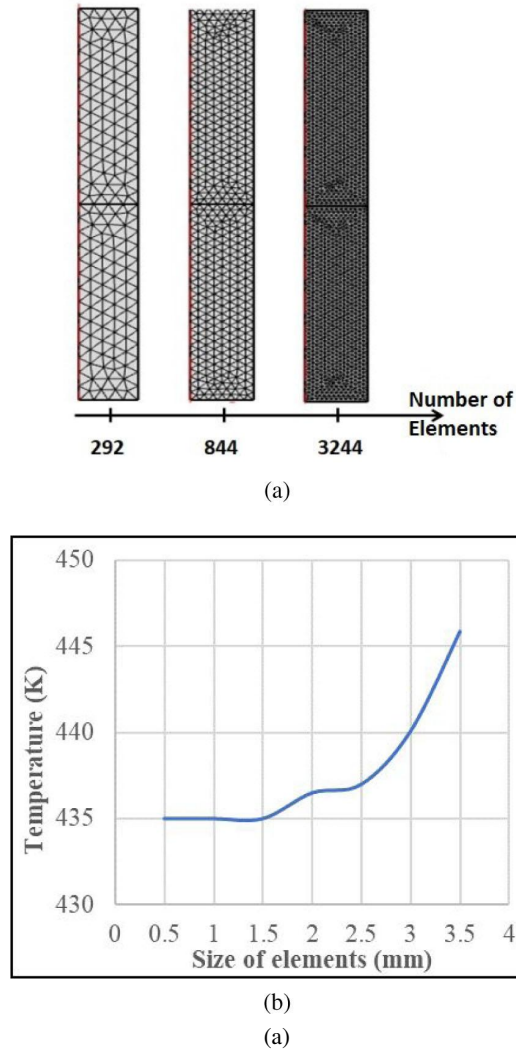 Number of
Elements
292 844 3244
(a)
450
445
440
435
430
Temperature (K)
0 0.5 1 1.5 2 2.5 3 3.5 4
Size of elements (mm)
(b)
(a)